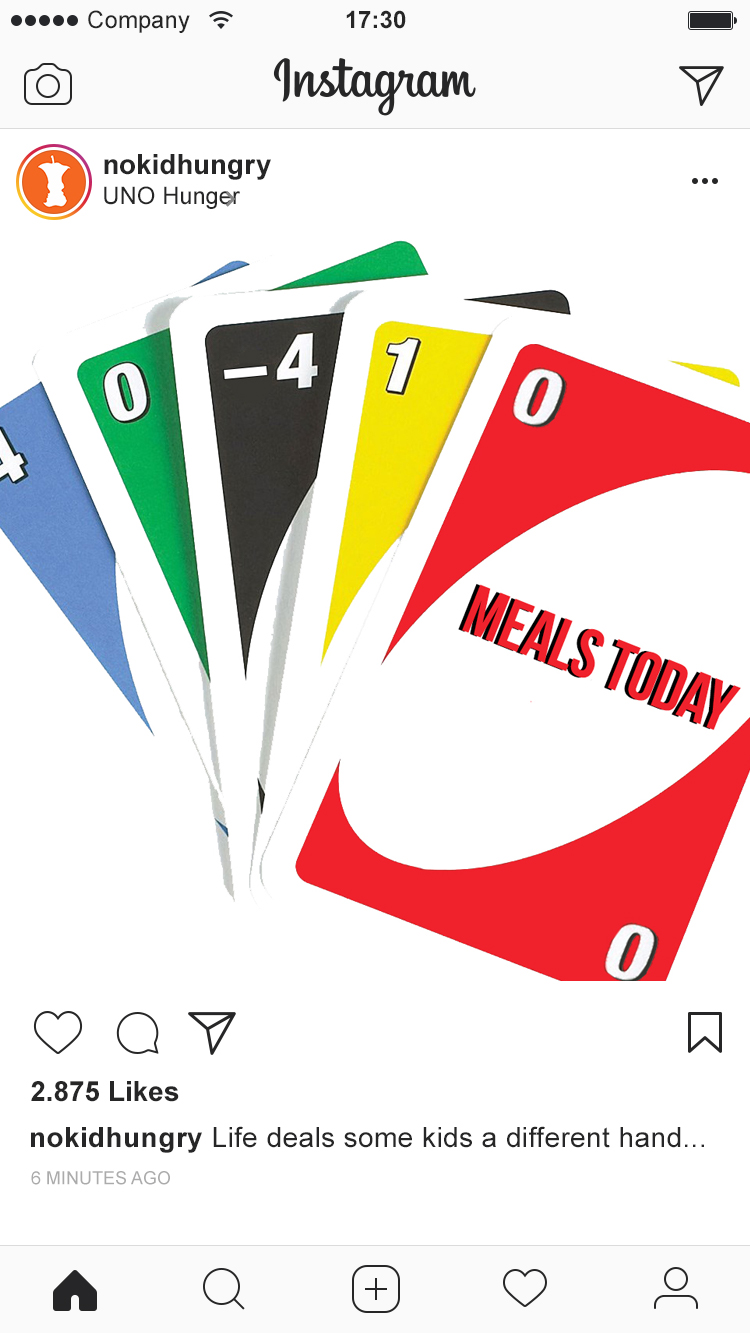 Company 17:30
Instagram
nokidhungry
UNO Hunger
4
0
–4
1
0
MEALS TODAY
0
2.875 Likes
nokidhungry Life deals some kids a different hand...
6 MINUTES AGO